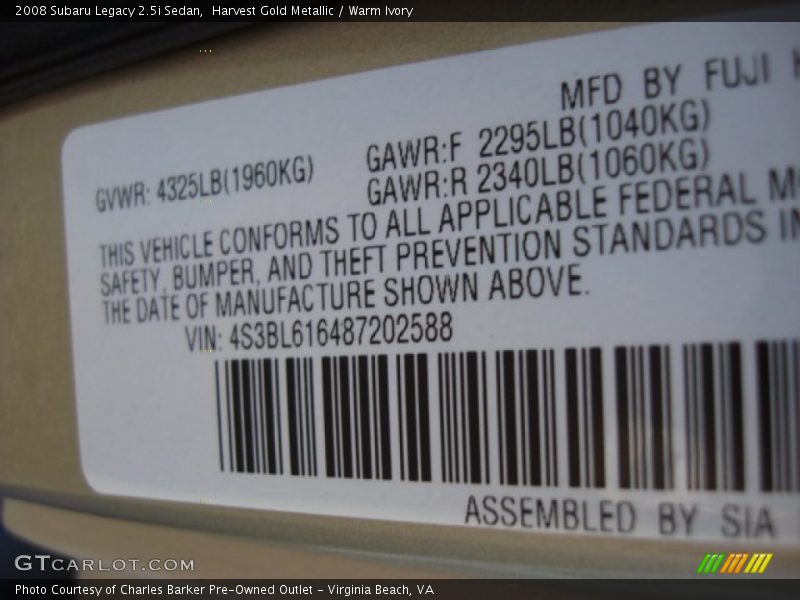 2008 Subaru Legacy 2.5i Sedan,  Harvest Gold Metallic / Warm Ivory
MFD BY FUJI
GVWR: 4325LB(1960KG) GAWR:F 2295LB(1040KG)
GAWR:R 2340LB(1060KG)
THIS VEHICLE CONFORMS TO ALL APPLICABLE FEDERAL
SAFETY, BUMPER, AND THEFT PREVENTION STANDARDS IN
THE DATE OF MANUFACTURE SHOWN ABOVE.
VIN: 4S3BL616487202588
ASSEMBLED BY SIA
GTCARLOT.COM
Photo Courtesy of Charles Barker Pre-Owned Outlet - Virginia Beach, VA